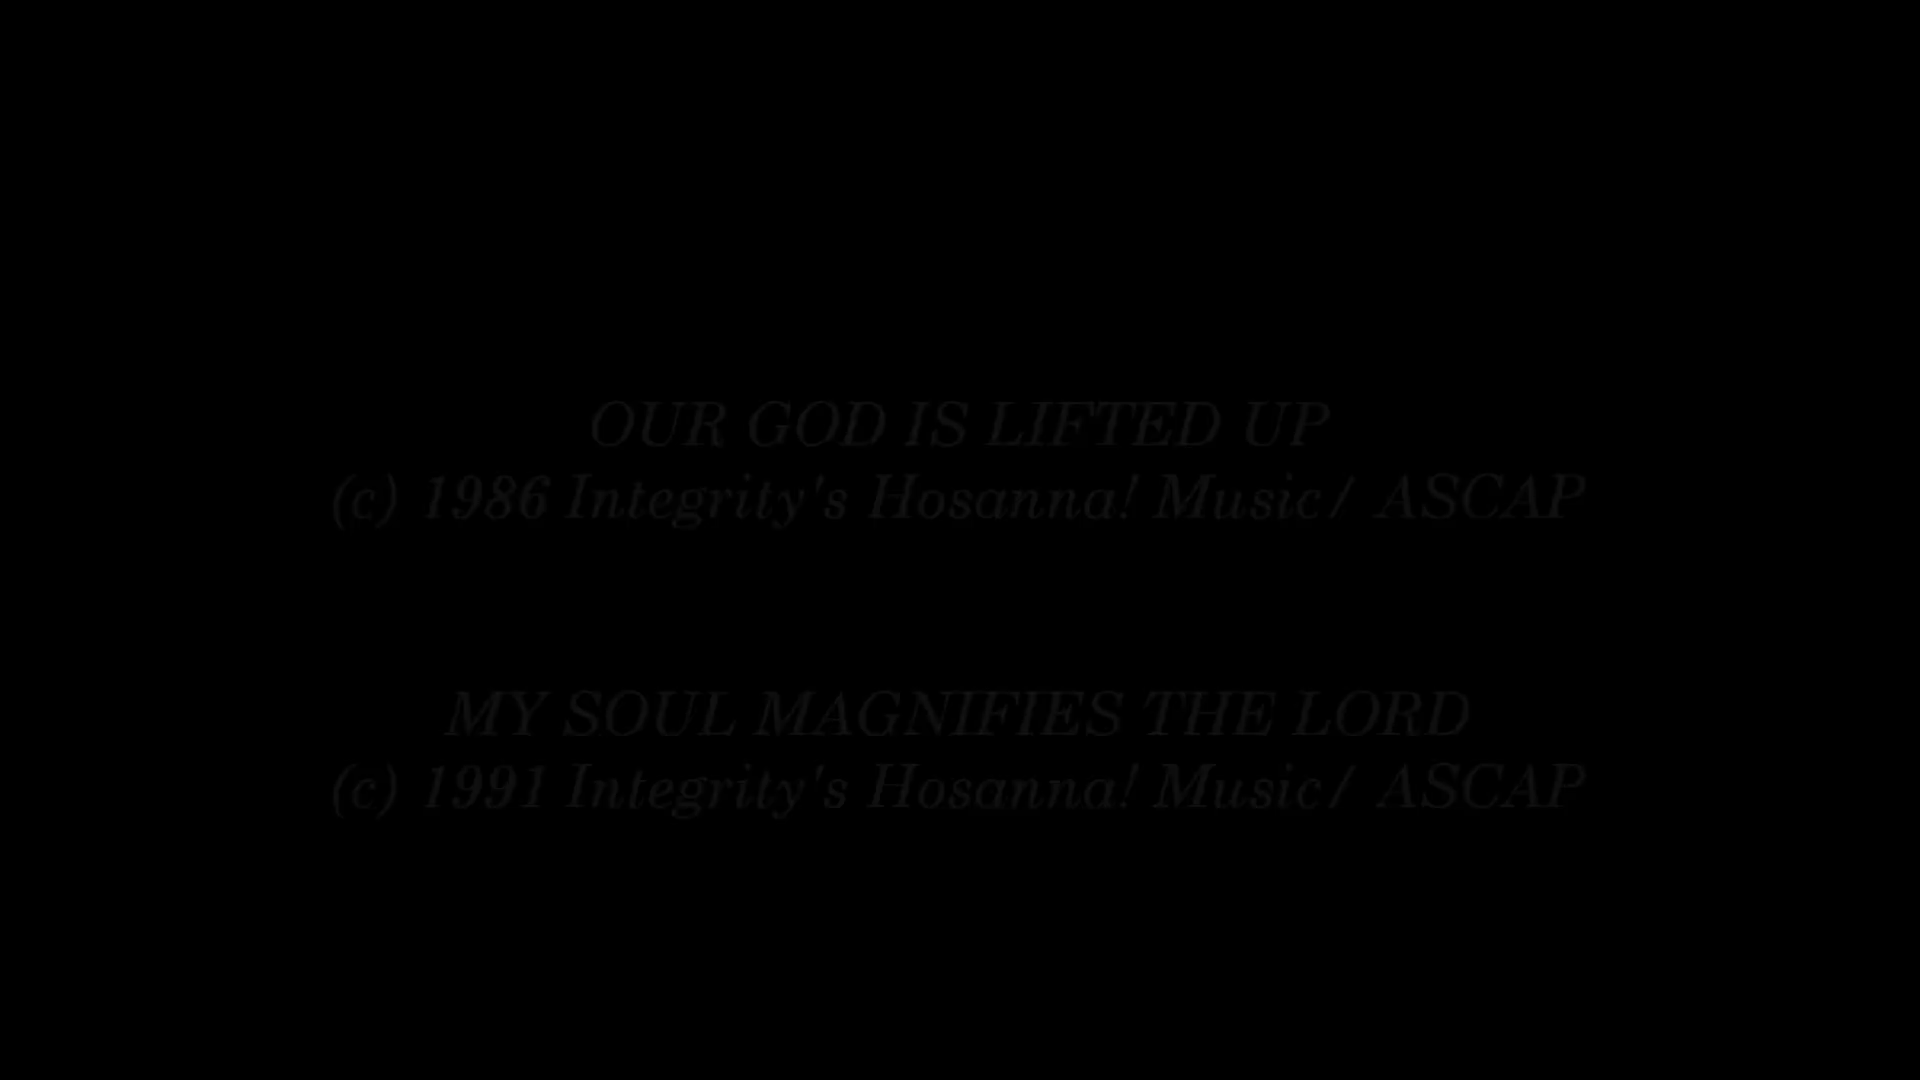 OUR GOD IS LIFTED UP
(c) 1986 Integrity's Hosanna! Music/ ASCAP
MY SOUL MAGNIFIES THE LORD
(c) 1991 Integrity's Hosanna! Music/ ASCAP